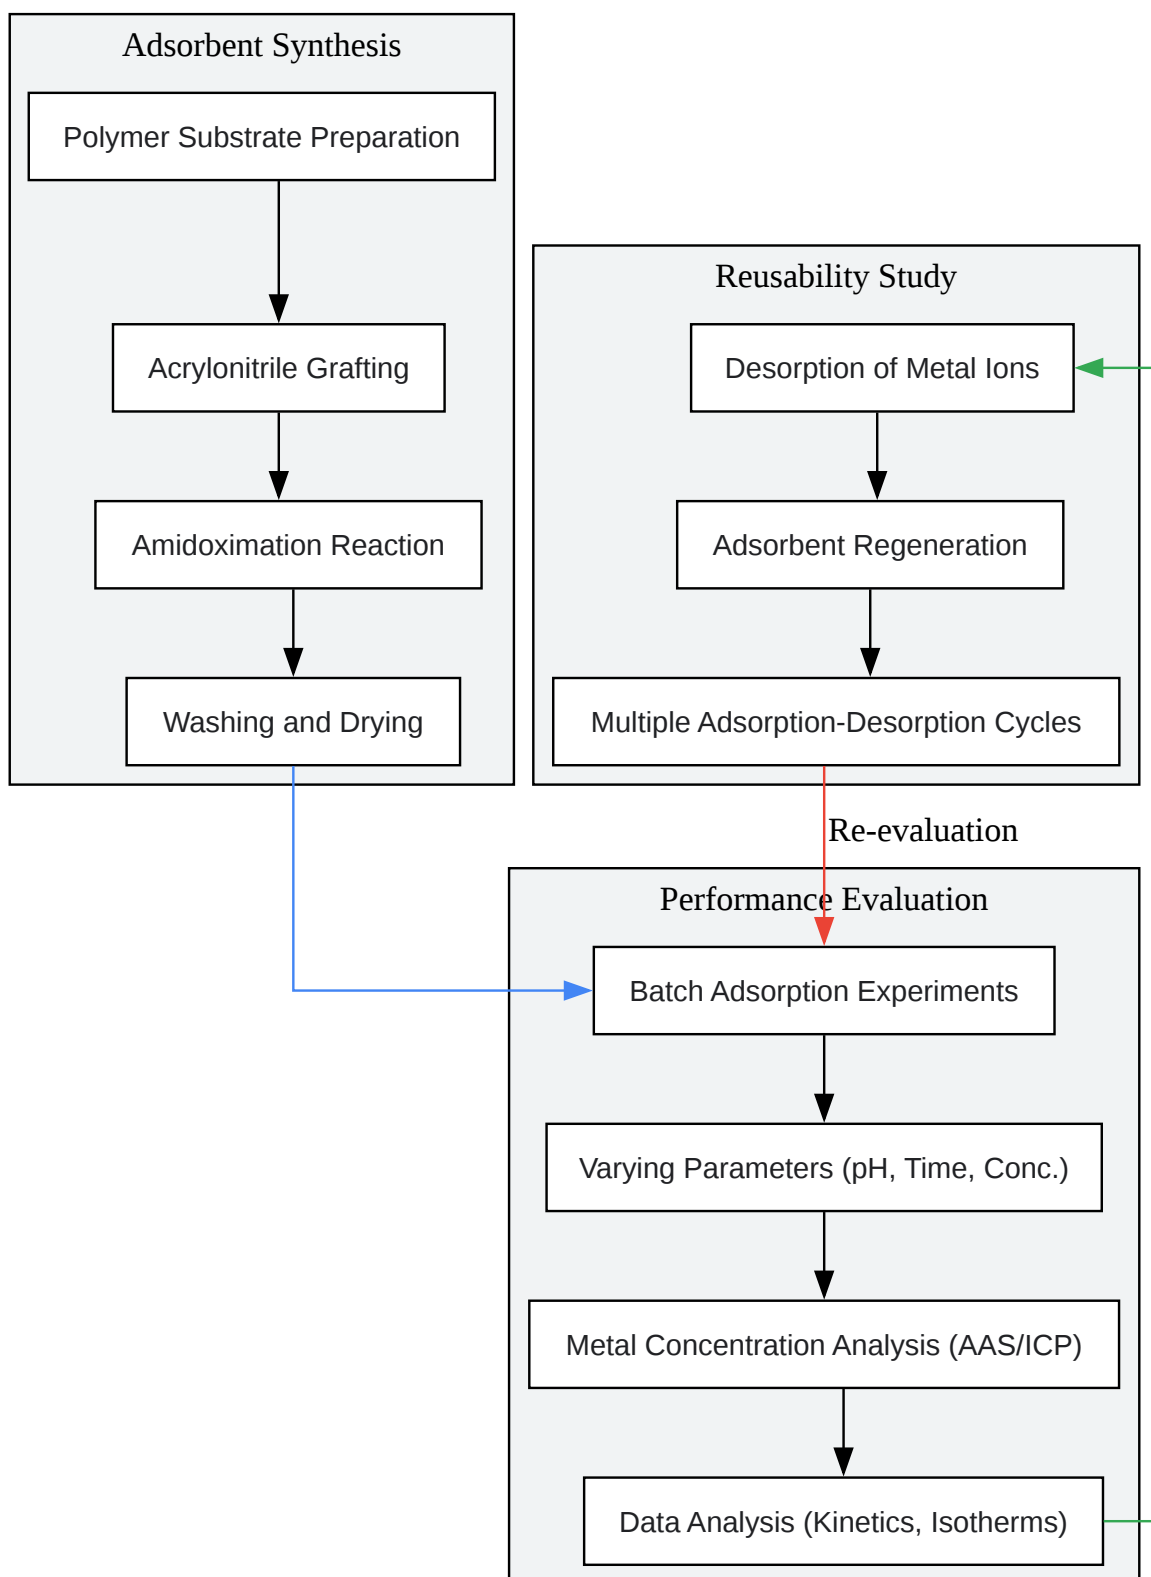 Adsorbent Synthesis
Polymer Substrate Preparation
Acrylonitrile Grafting
Amidoximation Reaction
Washing and Drying
Reusability Study
Desorption of Metal Ions
Adsorbent Regeneration
Multiple Adsorption-Desorption Cycles
Re-evaluation
Performance Evaluation
Batch Adsorption Experiments
Varying Parameters (pH, Time, Conc.)
Metal Concentration Analysis (AAS/ICP)
Data Analysis (Kinetics, Isotherms)